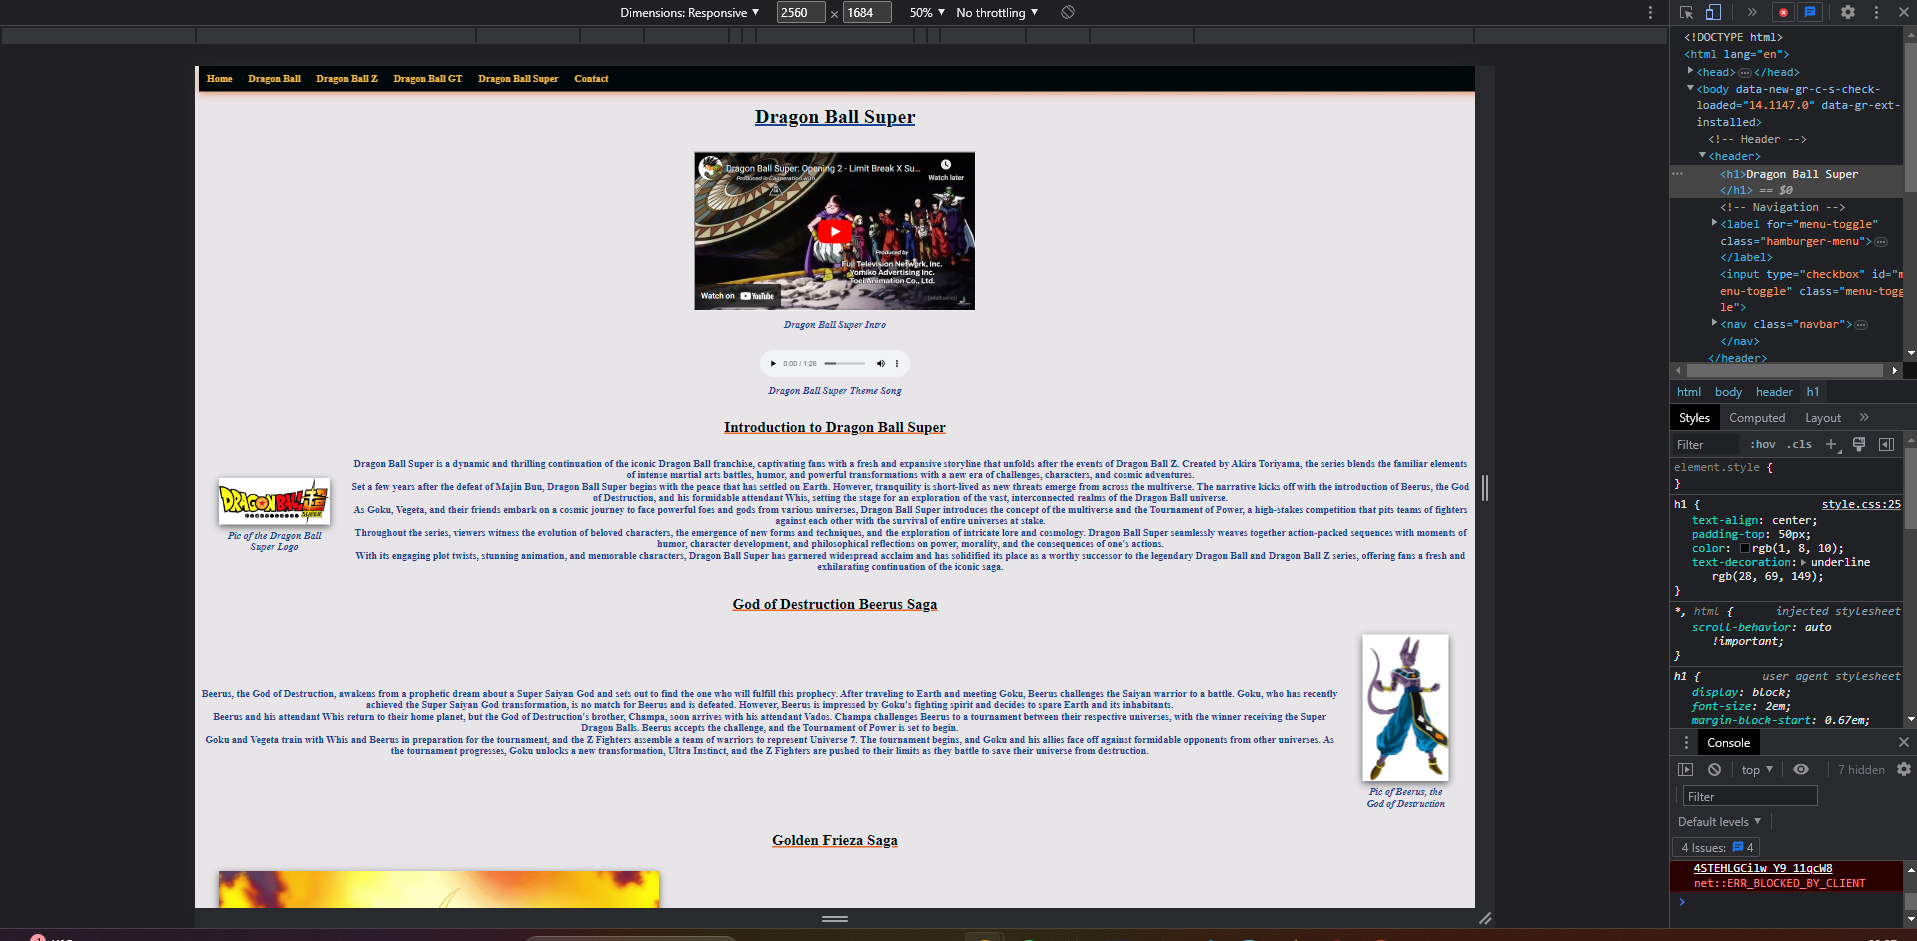 Dimensions: Responsive ▼ 2560 × 1684 50% ▼ No throttling ▼
Home Dragon Ball Dragon Ball Z Dragon Ball GT Dragon Ball Super Contact
Dragon Ball Super
Dragon Ball Super: Opening 2 - Limit Break X Su...
Produced in Cooperation with
Watch later
Produced by
Fuji Television Network, Inc.
Yomiko Advertising Inc.
Toei Animation Co., Ltd.
Watch on YouTube
Dragon Ball Super Intro
0:00 / 1:26
Dragon Ball Super Theme Song
Introduction to Dragon Ball Super
DRAGONBALL超
SUPER
Pic of the Dragon Ball
Super Logo
Dragon Ball Super is a dynamic and thrilling continuation of the iconic Dragon Ball franchise, captivating fans with a fresh and expansive storyline that unfolds after the events of Dragon Ball Z. Created by Akira Toriyama, the series blends the familiar elements
of intense martial arts battles, humor, and powerful transformations with a new era of challenges, characters, and cosmic adventures.
Set a few years after the defeat of Majin Buu, Dragon Ball Super begins with the peace that has settled on Earth. However, tranquility is short-lived as new threats emerge from across the multiverse. The narrative kicks off with the introduction of Beerus, the God
of Destruction, and his formidable attendant Whis, setting the stage for an exploration of the vast, interconnected realms of the Dragon Ball universe.
As Goku, Vegeta, and their friends embark on a cosmic journey to face powerful foes and gods from various universes, Dragon Ball Super introduces the concept of the multiverse and the Tournament of Power, a high-stakes competition that pits teams of fighters
against each other with the survival of entire universes at stake.
Throughout the series, viewers witness the evolution of beloved characters, the emergence of new forms and techniques, and the exploration of intricate lore and cosmology. Dragon Ball Super seamlessly weaves together action-packed sequences with moments of
humor, character development, and philosophical reflections on power, morality, and the consequences of one's actions.
With its engaging plot twists, stunning animation, and memorable characters, Dragon Ball Super has garnered widespread acclaim and has solidified its place as a worthy successor to the legendary Dragon Ball and Dragon Ball Z series, offering fans a fresh and
exhilarating continuation of the iconic saga.
God of Destruction Beerus Saga
Beerus, the God of Destruction, awakens from a prophetic dream about a Super Saiyan God and sets out to find the one who will fulfill this prophecy. After traveling to Earth and meeting Goku, Beerus challenges the Saiyan warrior to a battle. Goku, who has recently
achieved the Super Saiyan God transformation, is no match for Beerus and is defeated. However, Beerus is impressed by Goku's fighting spirit and decides to spare Earth and its inhabitants.
Beerus and his attendant Whis return to their home planet, but the God of Destruction's brother, Champa, soon arrives with his attendant Vados. Champa challenges Beerus to a tournament between their respective universes, with the winner receiving the Super
Dragon Balls. Beerus accepts the challenge, and the Tournament of Power is set to begin.
Goku and Vegeta train with Whis and Beerus in preparation for the tournament, and the Z Fighters assemble a team of warriors to represent Universe 7. The tournament begins, and Goku and his allies face off against formidable opponents from other universes. As
the tournament progresses, Goku unlocks a new transformation, Ultra Instinct, and the Z Fighters are pushed to their limits as they battle to save their universe from destruction.
Pic of Beerus, the
God of Destruction
Golden Frieza Saga
<!DOCTYPE html>
<html lang="en">
<head> ⋯ </head>
<body data-new-gr-c-s-check-
loaded="14.1147.0" data-gr-ext-
installed>
<!-- Header -->
<header>
<h1>Dragon Ball Super
</h1> == $0
<!-- Navigation -->
<label for="menu-toggle"
class="hamburger-menu"> ⋯
</label>
<input type="checkbox" id="m
enu-toggle" class="menu-togg
le">
<nav class="navbar"> ⋯
</nav>
</header>
html body header h1
Styles Computed Layout »
Filter :hov .cls +
element.style {
}
h1 { style.css:25
text-align: center;
padding-top: 50px;
color: rgb(1, 8, 10);
text-decoration: underline
rgb(28, 69, 149);
}
*, html { injected stylesheet
scroll-behavior: auto
!important;
}
h1 { user agent stylesheet
display: block;
font-size: 2em;
margin-block-start: 0.67em;
Console
top ▼ 7 hidden
Filter
Default levels ▼
4 Issues: 4
4STEHLGCilw_Y9_11qcW8
net::ERR_BLOCKED_BY_CLIENT